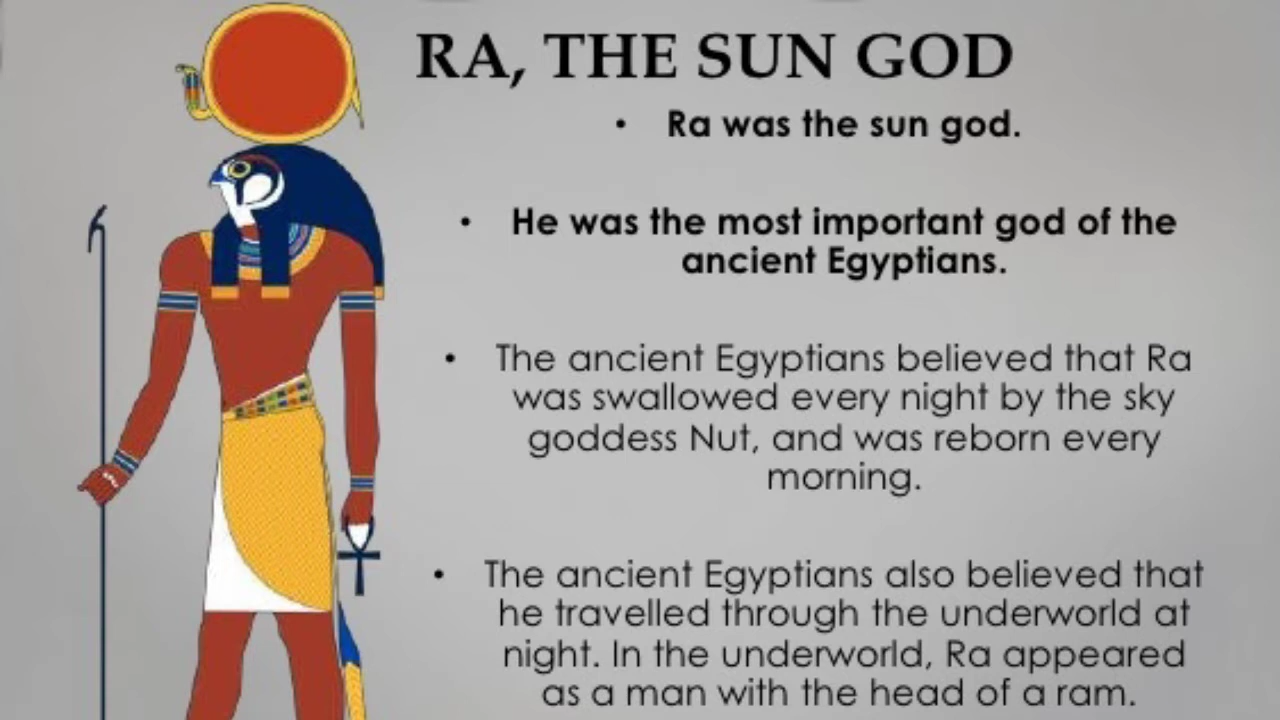 RA, THE SUN GOD
• Ra was the sun god.
• He was the most important god of the
ancient Egyptians.
• The ancient Egyptians believed that Ra
was swallowed every night by the sky
goddess Nut, and was reborn every
morning.
• The ancient Egyptians also believed that
he travelled through the underworld at
night. In the underworld, Ra appeared
as a man with the head of a ram.